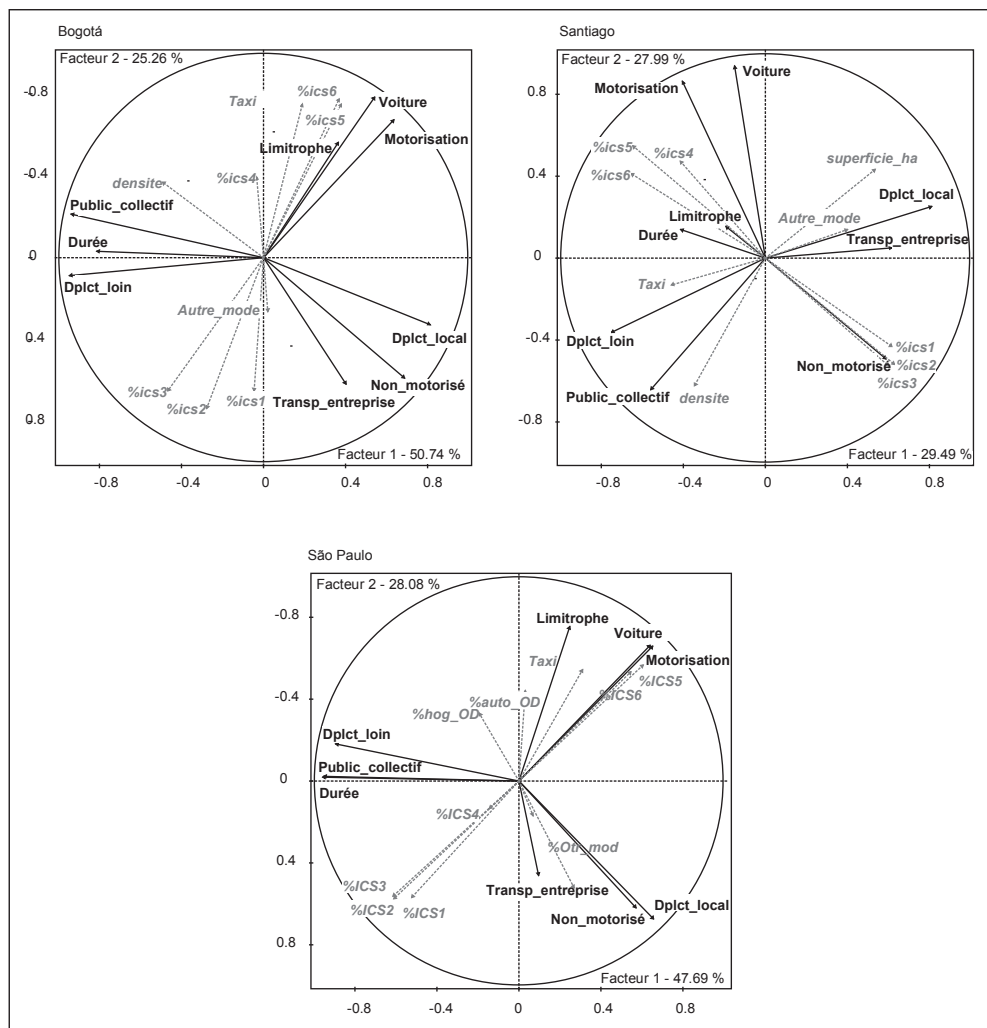 Bogotá
Facteur 2 - 25.26 %
-0.8
-0.4
0
0.4
0.8
Taxi
%ics6
%ics5
Voiture
Motorisation
Limitrophe
%ics4
densite
Public_collectif
Durée
Dplct_loin
Autre_mode
Dplct_local
%ics3
%ics2
%ics1
Non_motorisé
Transp_entreprise
Facteur 1 - 50.74 %
-0.8
-0.4
0
0.4
0.8
Santiago
Facteur 2 - 27.99 %
0.8
0.4
0
-0.4
-0.8
Voiture
Motorisation
%ics5
%ics4
%ics6
superficie_ha
Dplct_local
Limitrophe
Autre_mode
Durée
Transp_entreprise
Taxi
Dplct_loin
%ics1
Non_motorisé
%ics2
%ics3
Public_collectif
densite
Facteur 1 - 29.49 %
-0.8
-0.4
0
0.4
0.8
São Paulo
Facteur 2 - 28.08 %
-0.8
-0.4
0
0.4
0.8
Limitrophe
Voiture
Taxi
Motorisation
%ICS5
%ICS6
%auto_OD
%hog_OD
Dplct_loin
Public_collectif
Durée
%ICS4
%Otr_mod
%ICS3
%ICS2
%ICS1
Transp_entreprise
Dplct_local
Non_motorisé
Facteur 1 - 47.69 %
-0.8
-0.4
0
0.4
0.8